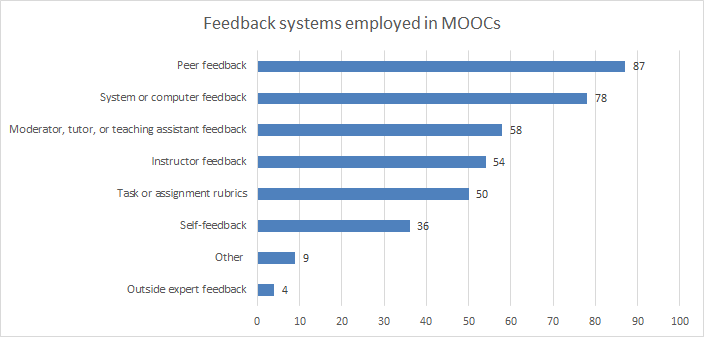 Feedback systems employed in MOOCs
Peer feedback 87
System or computer feedback 78
Moderator, tutor, or teaching assistant feedback 58
Instructor feedback 54
Task or assignment rubrics 50
Self-feedback 36
Other 9
Outside expert feedback 4
0 10 20 30 40 50 60 70 80 90 100